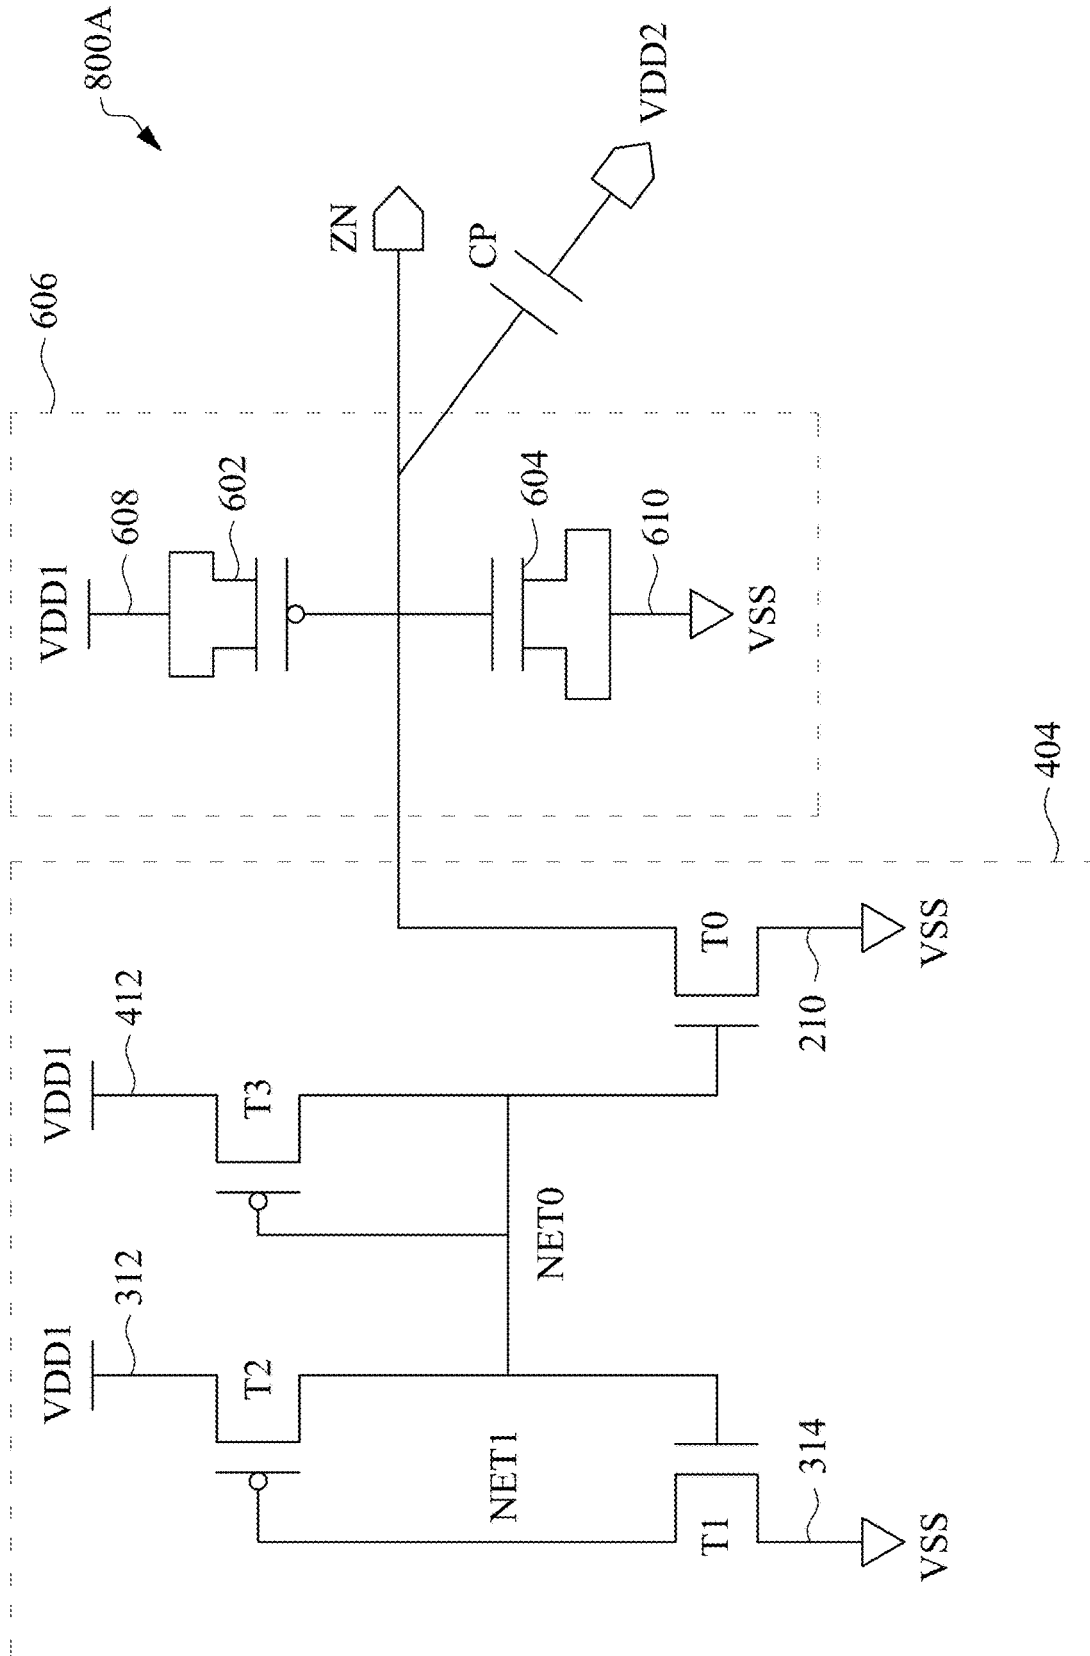 800A
606
VDD1
608
602
ZN
CP
VDD2
604
610
VSS
404
VDD1
412
T3
VDD1
312
T2
NET0
NET1
T0
210
VSS
T1
314
VSS